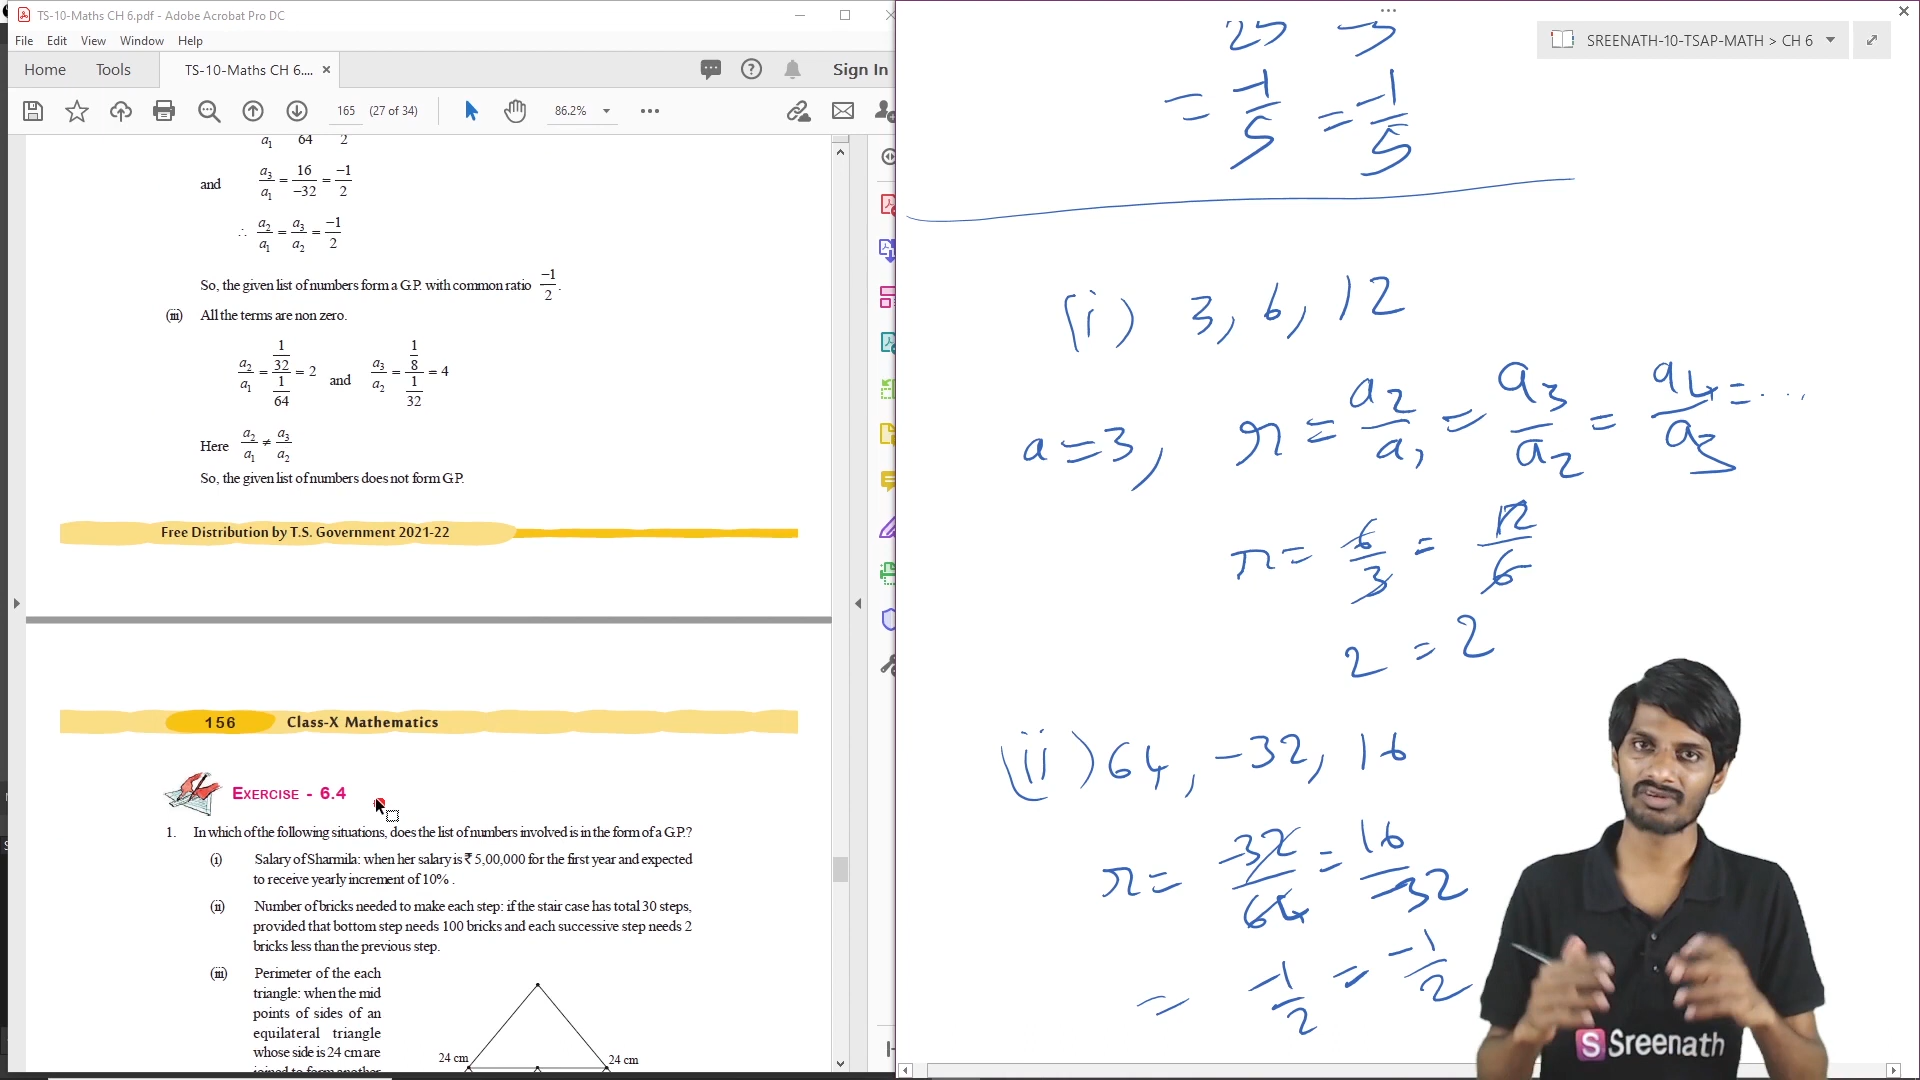 TS-10-Maths CH 6.pdf - Adobe Acrobat Pro DC
File Edit View Window Help
Home Tools TS-10-Maths CH 6.... × Sign In
165 (27 of 34) 86.2%
a₁ 64 2
and a₃/a₁ = 16/−32 = −1/2
∴ a₂/a₁ = a₃/a₂ = −1/2
So, the given list of numbers form a G.P. with common ratio −1/2.
(iii) All the terms are non zero.
a₂/a₁ = (1/32)/(1/64) = 2 and a₃/a₂ = (1/8)/(1/32) = 4
Here a₂/a₁ ≠ a₃/a₂
So, the given list of numbers does not form G.P.
Free Distribution by T.S. Government 2021-22
156 Class-X Mathematics
EXERCISE - 6.4
1. In which of the following situations, does the list of numbers involved is in the form of a G.P.?
(i) Salary of Sharmila: when her salary is ₹ 5,00,000 for the first year and expected
to receive yearly increment of 10% .
(ii) Number of bricks needed to make each step: if the stair case has total 30 steps,
provided that bottom step needs 100 bricks and each successive step needs 2
bricks less than the previous step.
(iii) Perimeter of the each
triangle: when the mid
points of sides of an
equilateral triangle
whose side is 24 cm are
joined to form another
24 cm 24 cm
SREENATH-10-TSAP-MATH > CH 6
= −1/5 = −1/5
(i) 3, 6, 12
a = 3, r = a₂/a₁ = a₃/a₂ = a₄/a₃ = ...
r = 6/3 = 12/6
2 = 2
(ii) 64, −32, 16
r = −32/64 = 16/−32
= −1/2 = −1/2
S Sreenath